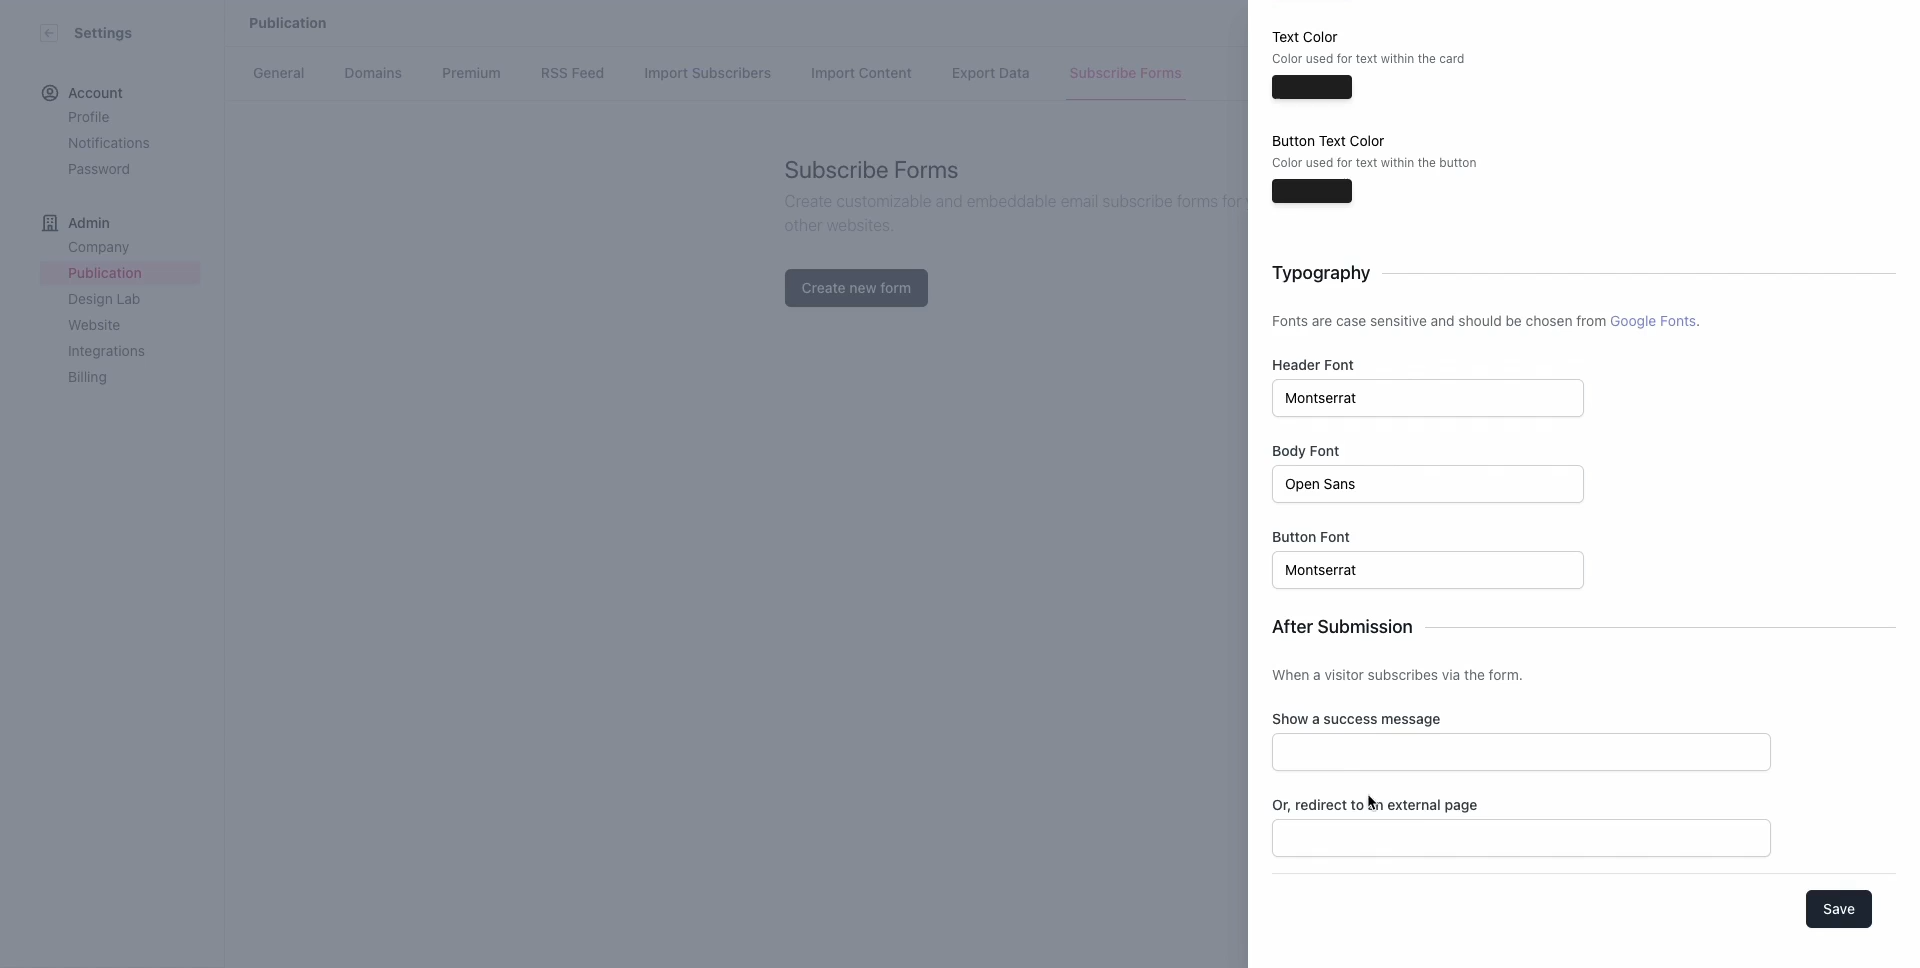 Settings
Account
Profile
Notifications
Password
Admin
Company
Publication
Design Lab
Website
Integrations
Billing
Publication
General
Domains
Premium
RSS Feed
Import Subscribers
Import Content
Export Data
Subscribe Forms
Subscribe Forms
Create customizable and embeddable email subscribe forms for
other websites.
Create new form
Text Color
Color used for text within the card
Button Text Color
Color used for text within the button
Typography
Fonts are case sensitive and should be chosen from Google Fonts.
Header Font
Montserrat
Body Font
Open Sans
Button Font
Montserrat
After Submission
When a visitor subscribes via the form.
Show a success message
Or, redirect to an external page
Save